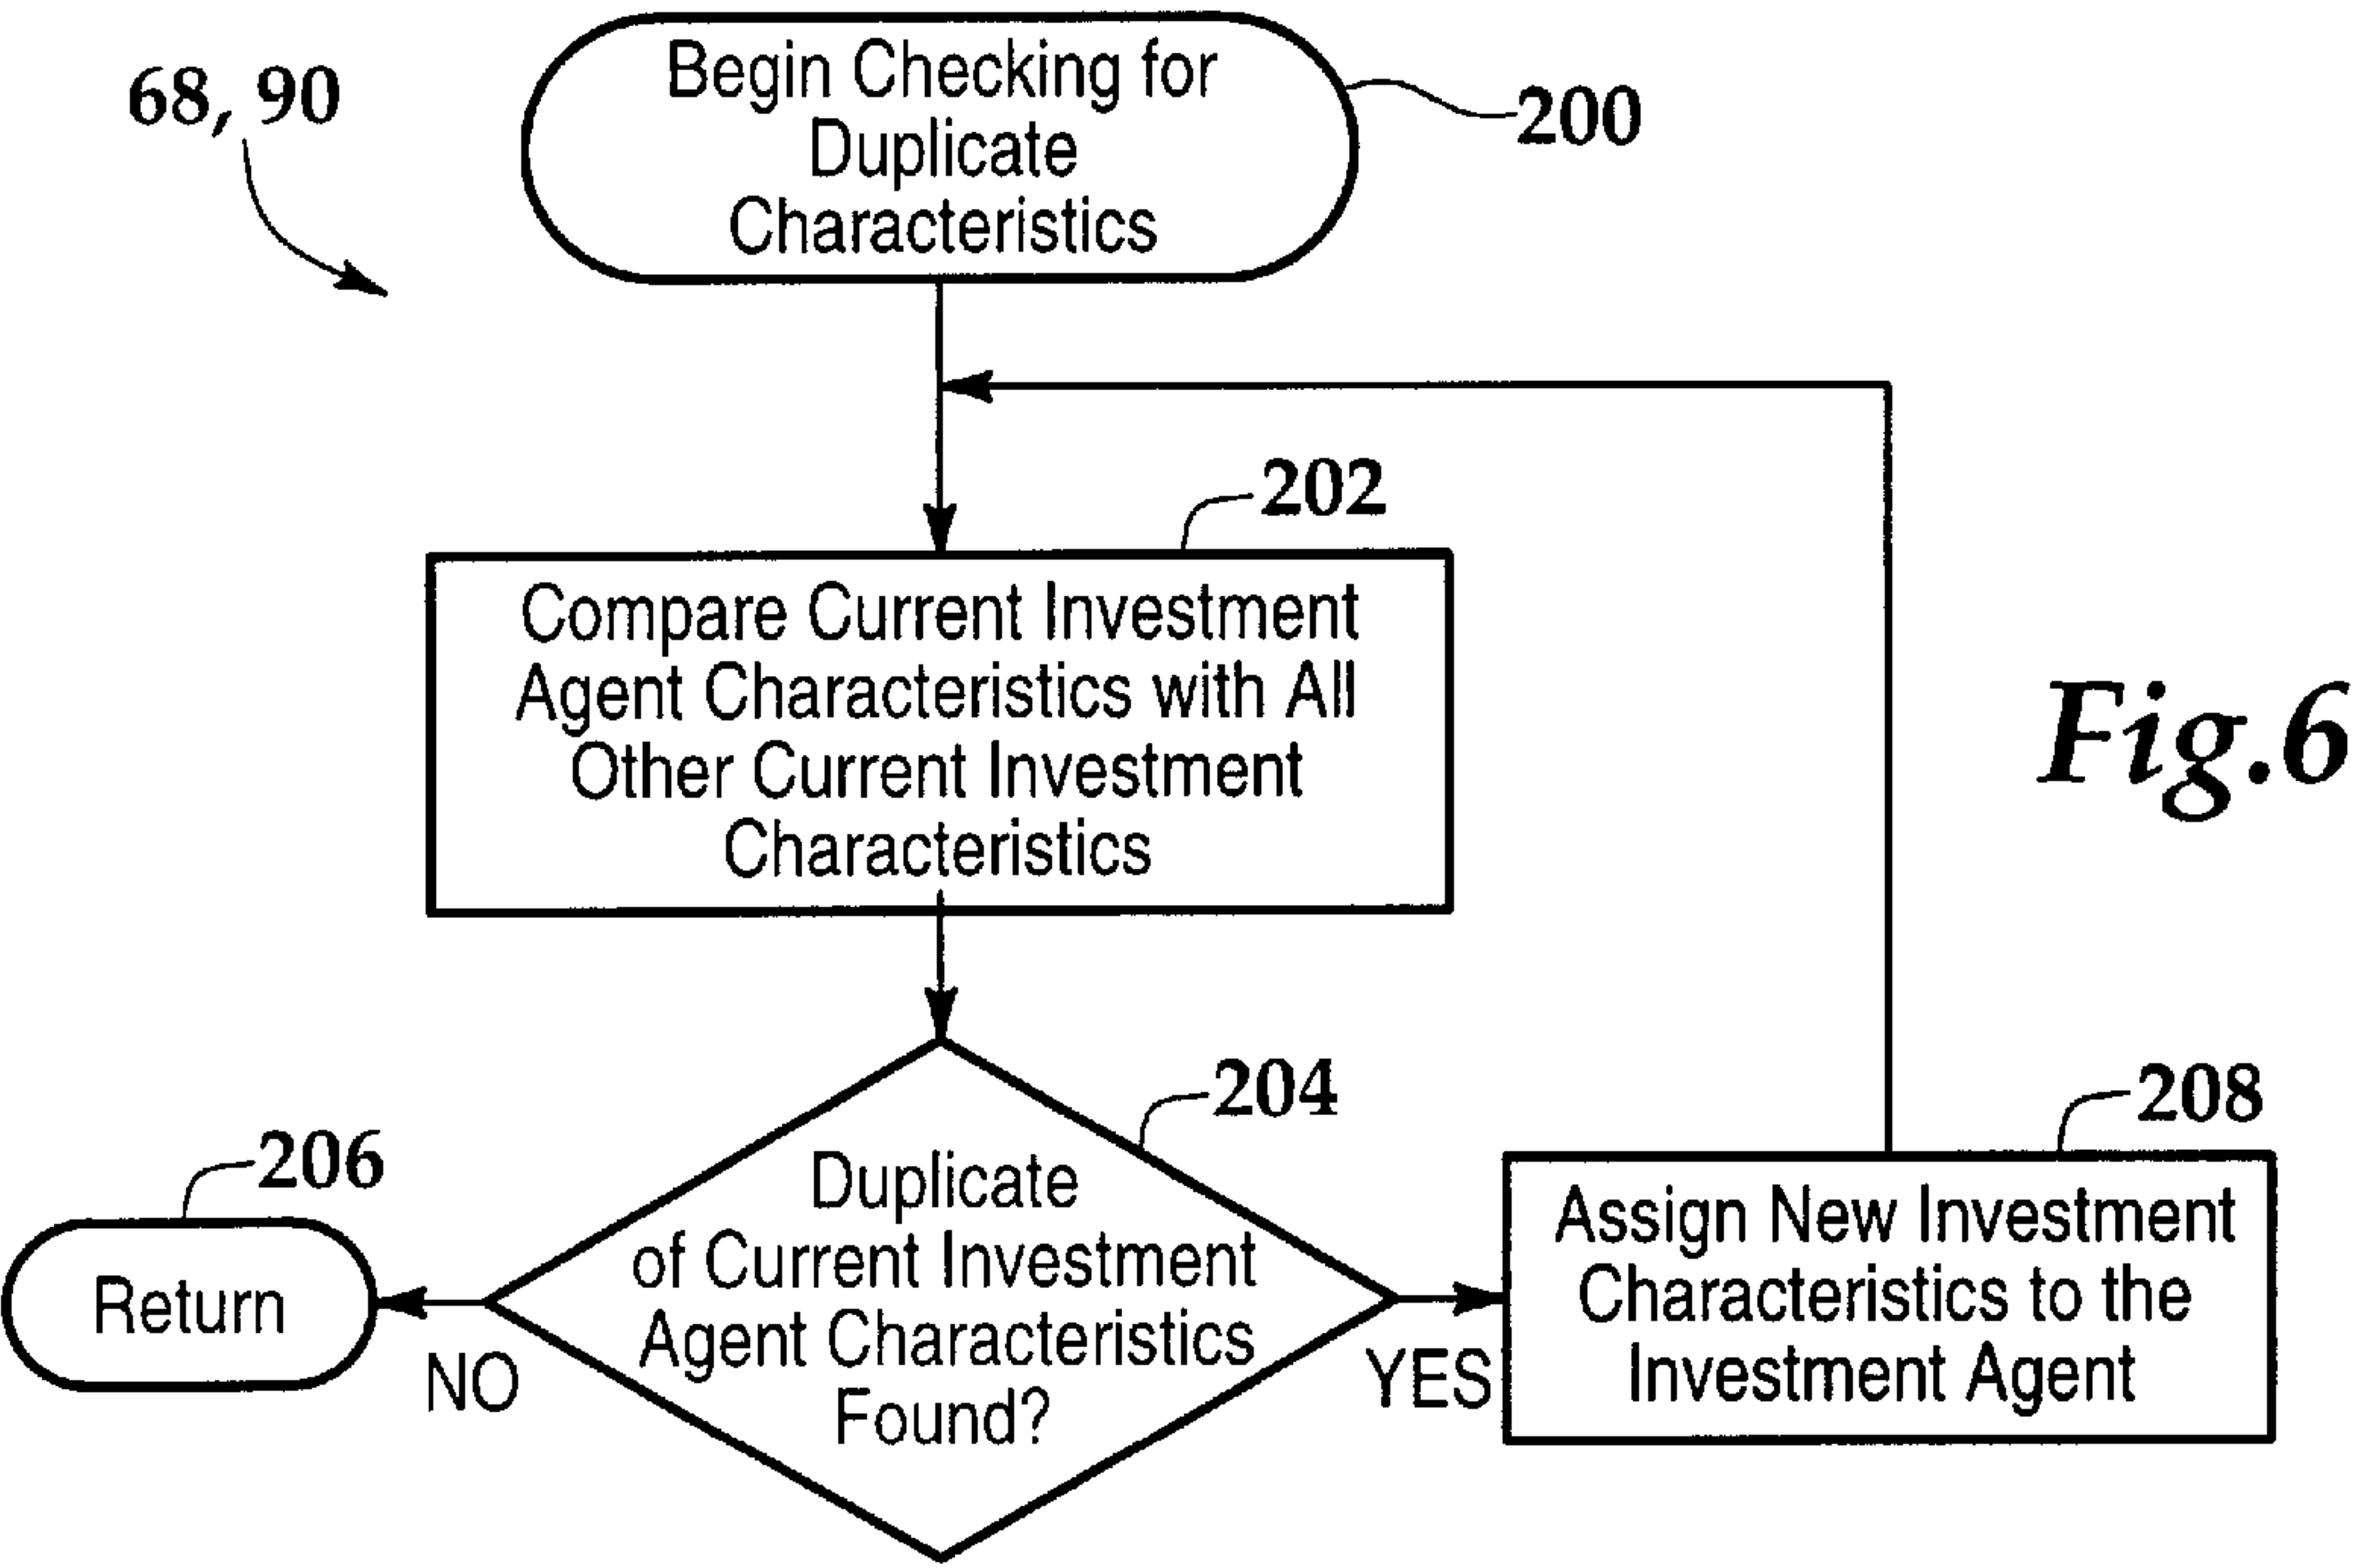 68, 90
Begin Checking for
Duplicate
Characteristics
200
202
Compare Current Investment
Agent Characteristics with All
Other Current Investment
Characteristics
Fig.6
204
Duplicate
of Current Investment
Agent Characteristics
Found?
206
Return
NO
YES
208
Assign New Investment
Characteristics to the
Investment Agent